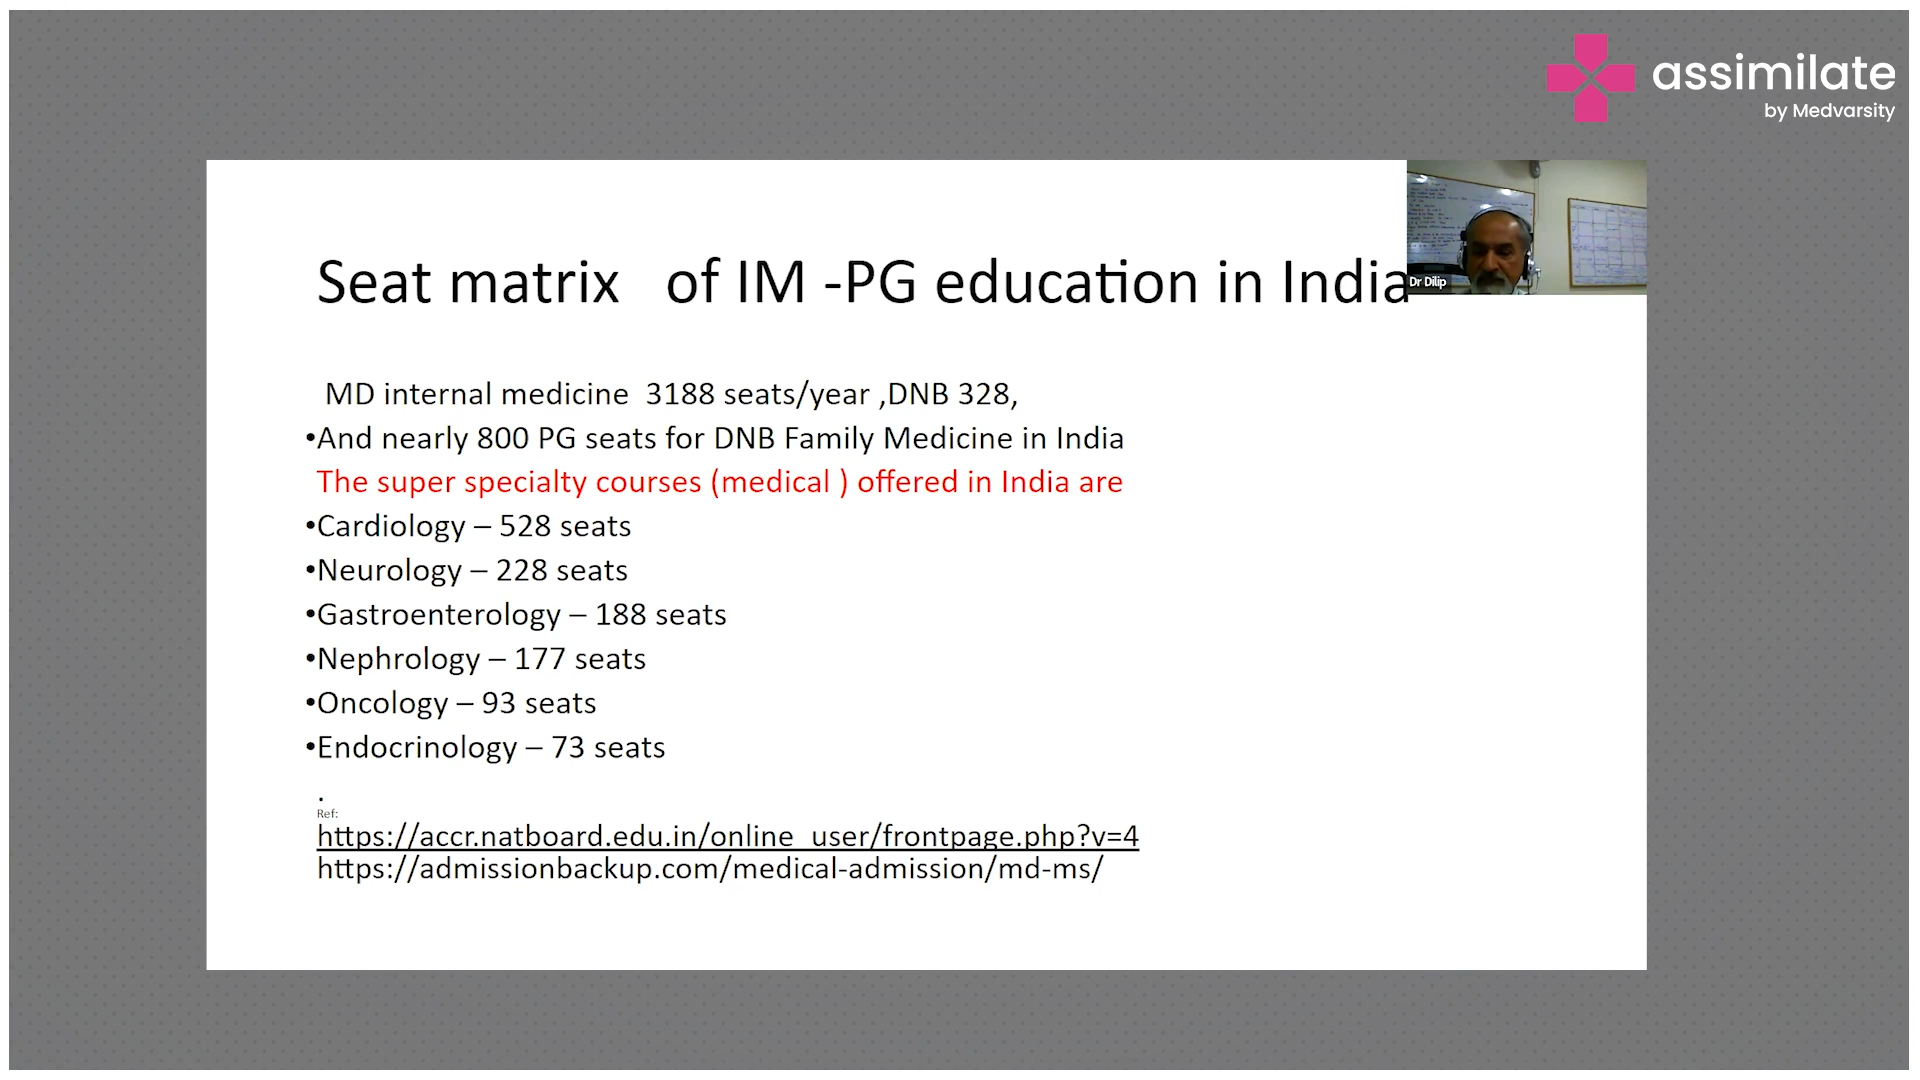 assimilate
by Medvarsity
Dr Dilip
Seat matrix of IM -PG education in India
MD internal medicine 3188 seats/year ,DNB 328,
•And nearly 800 PG seats for DNB Family Medicine in India
The super specialty courses (medical ) offered in India are
•Cardiology – 528 seats
•Neurology – 228 seats
•Gastroenterology – 188 seats
•Nephrology – 177 seats
•Oncology – 93 seats
•Endocrinology – 73 seats
.
Ref:
https://accr.natboard.edu.in/online_user/frontpage.php?v=4
https://admissionbackup.com/medical-admission/md-ms/